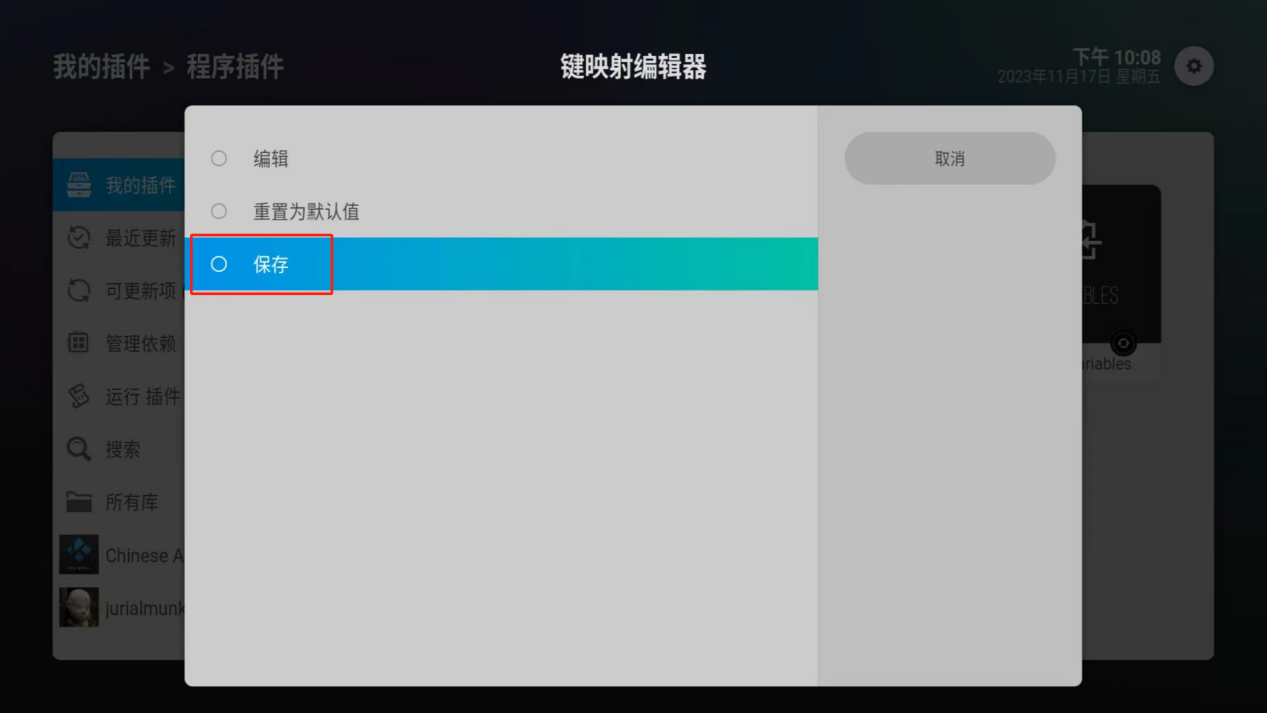 我的插件 > 程序插件
键映射编辑器
下午 10:08
2023年11月17日 星期五
编辑
重置为默认值
保存
取消
我的插件
最近更新
可更新项
管理依赖
运行 插件
搜索
所有库
Chinese A
jurialmunk
BLES
riables